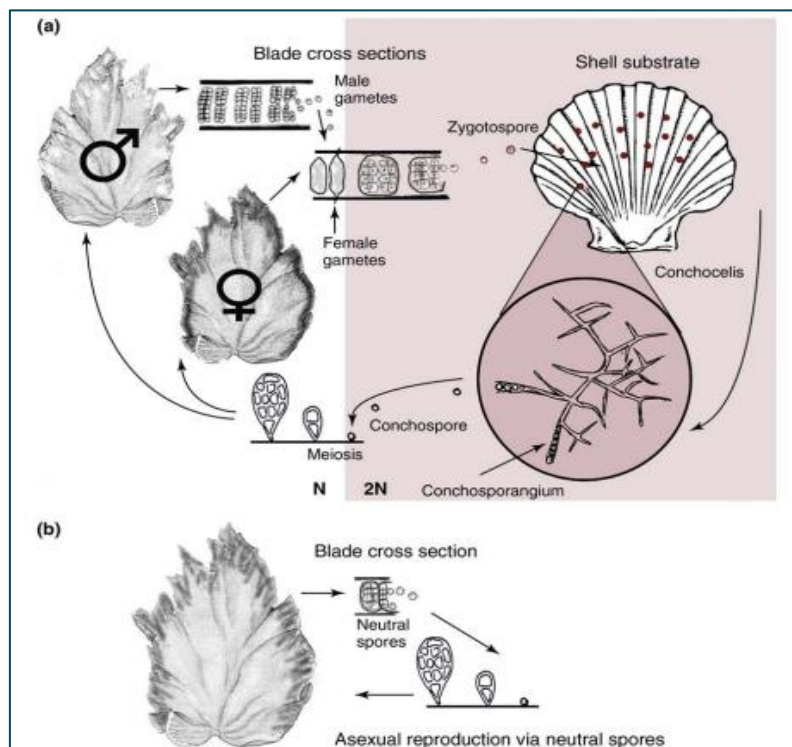 (a)
Blade cross sections
Male
gametes
Shell substrate
Zygotospore
Female
gametes
Conchocelis
Conchospore
Meiosis
N 2N
Conchosporangium
(b)
Blade cross section
Neutral
spores
Asexual reproduction via neutral spores